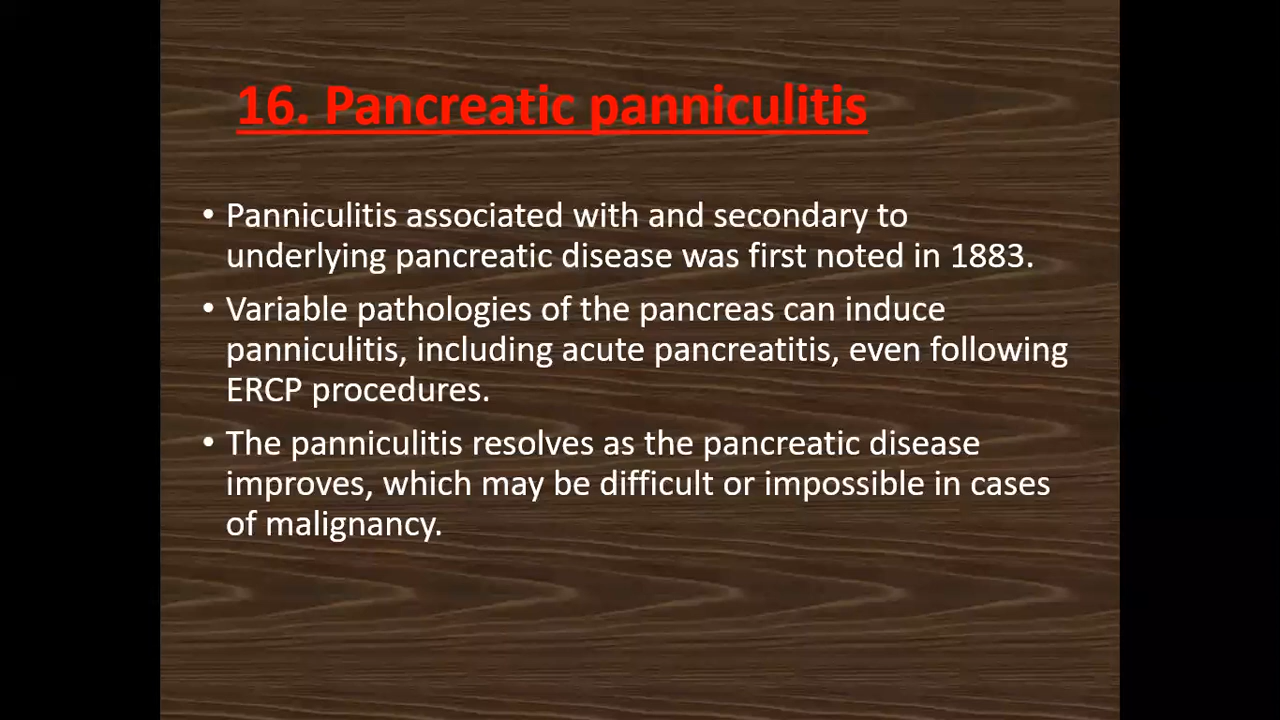 16. Pancreatic panniculitis
• Panniculitis associated with and secondary to
underlying pancreatic disease was first noted in 1883.
• Variable pathologies of the pancreas can induce
panniculitis, including acute pancreatitis, even following
ERCP procedures.
• The panniculitis resolves as the pancreatic disease
improves, which may be difficult or impossible in cases
of malignancy.